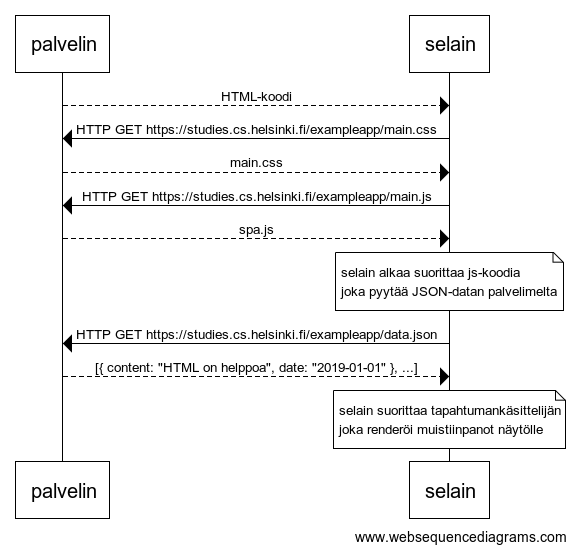 palvelin
selain
HTML-koodi
HTTP GET https://studies.cs.helsinki.fi/exampleapp/main.css
main.css
HTTP GET https://studies.cs.helsinki.fi/exampleapp/main.js
spa.js
selain alkaa suorittaa js-koodia
joka pyytää JSON-datan palvelimelta
HTTP GET https://studies.cs.helsinki.fi/exampleapp/data.json
[{ content: "HTML on helppoa", date: "2019-01-01" }, ...]
selain suorittaa tapahtumankäsittelijän
joka renderöi muistiinpanot näytölle
palvelin
selain
www.websequencediagrams.com